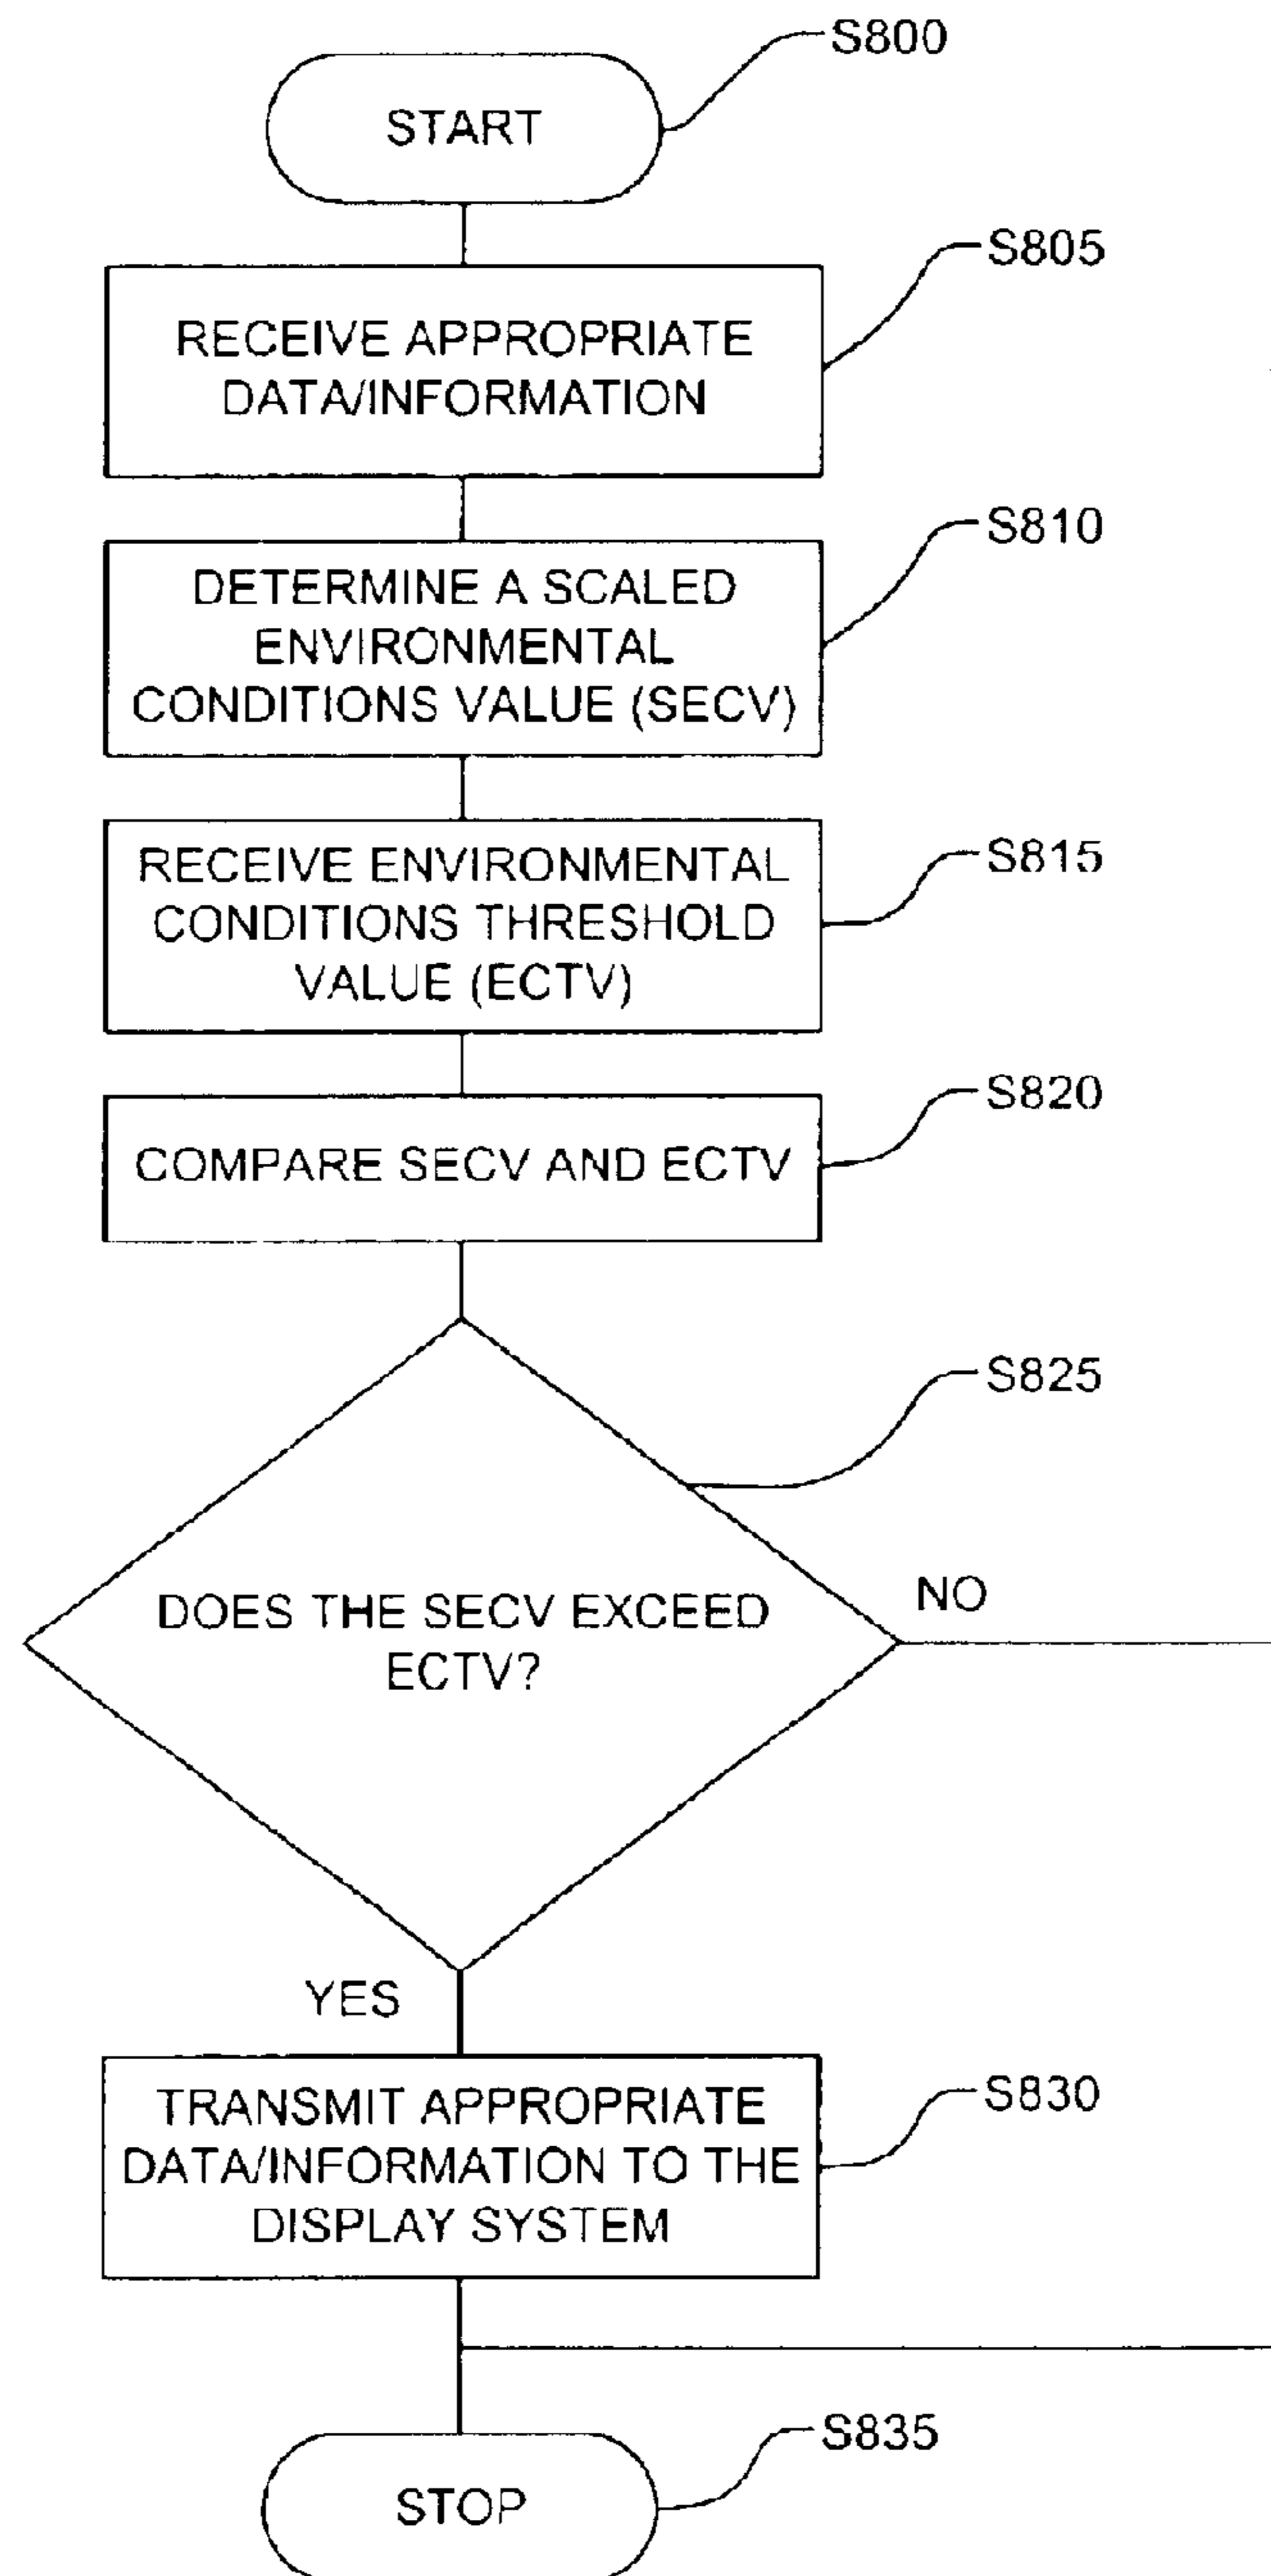 S800
START
S805
RECEIVE APPROPRIATE
DATA/INFORMATION
S810
DETERMINE A SCALED
ENVIRONMENTAL
CONDITIONS VALUE (SECV)
S815
RECEIVE ENVIRONMENTAL
CONDITIONS THRESHOLD
VALUE (ECTV)
S820
COMPARE SECV AND ECTV
S825
DOES THE SECV EXCEED
ECTV?
NO
YES
S830
TRANSMIT APPROPRIATE
DATA/INFORMATION TO THE
DISPLAY SYSTEM
S835
STOP